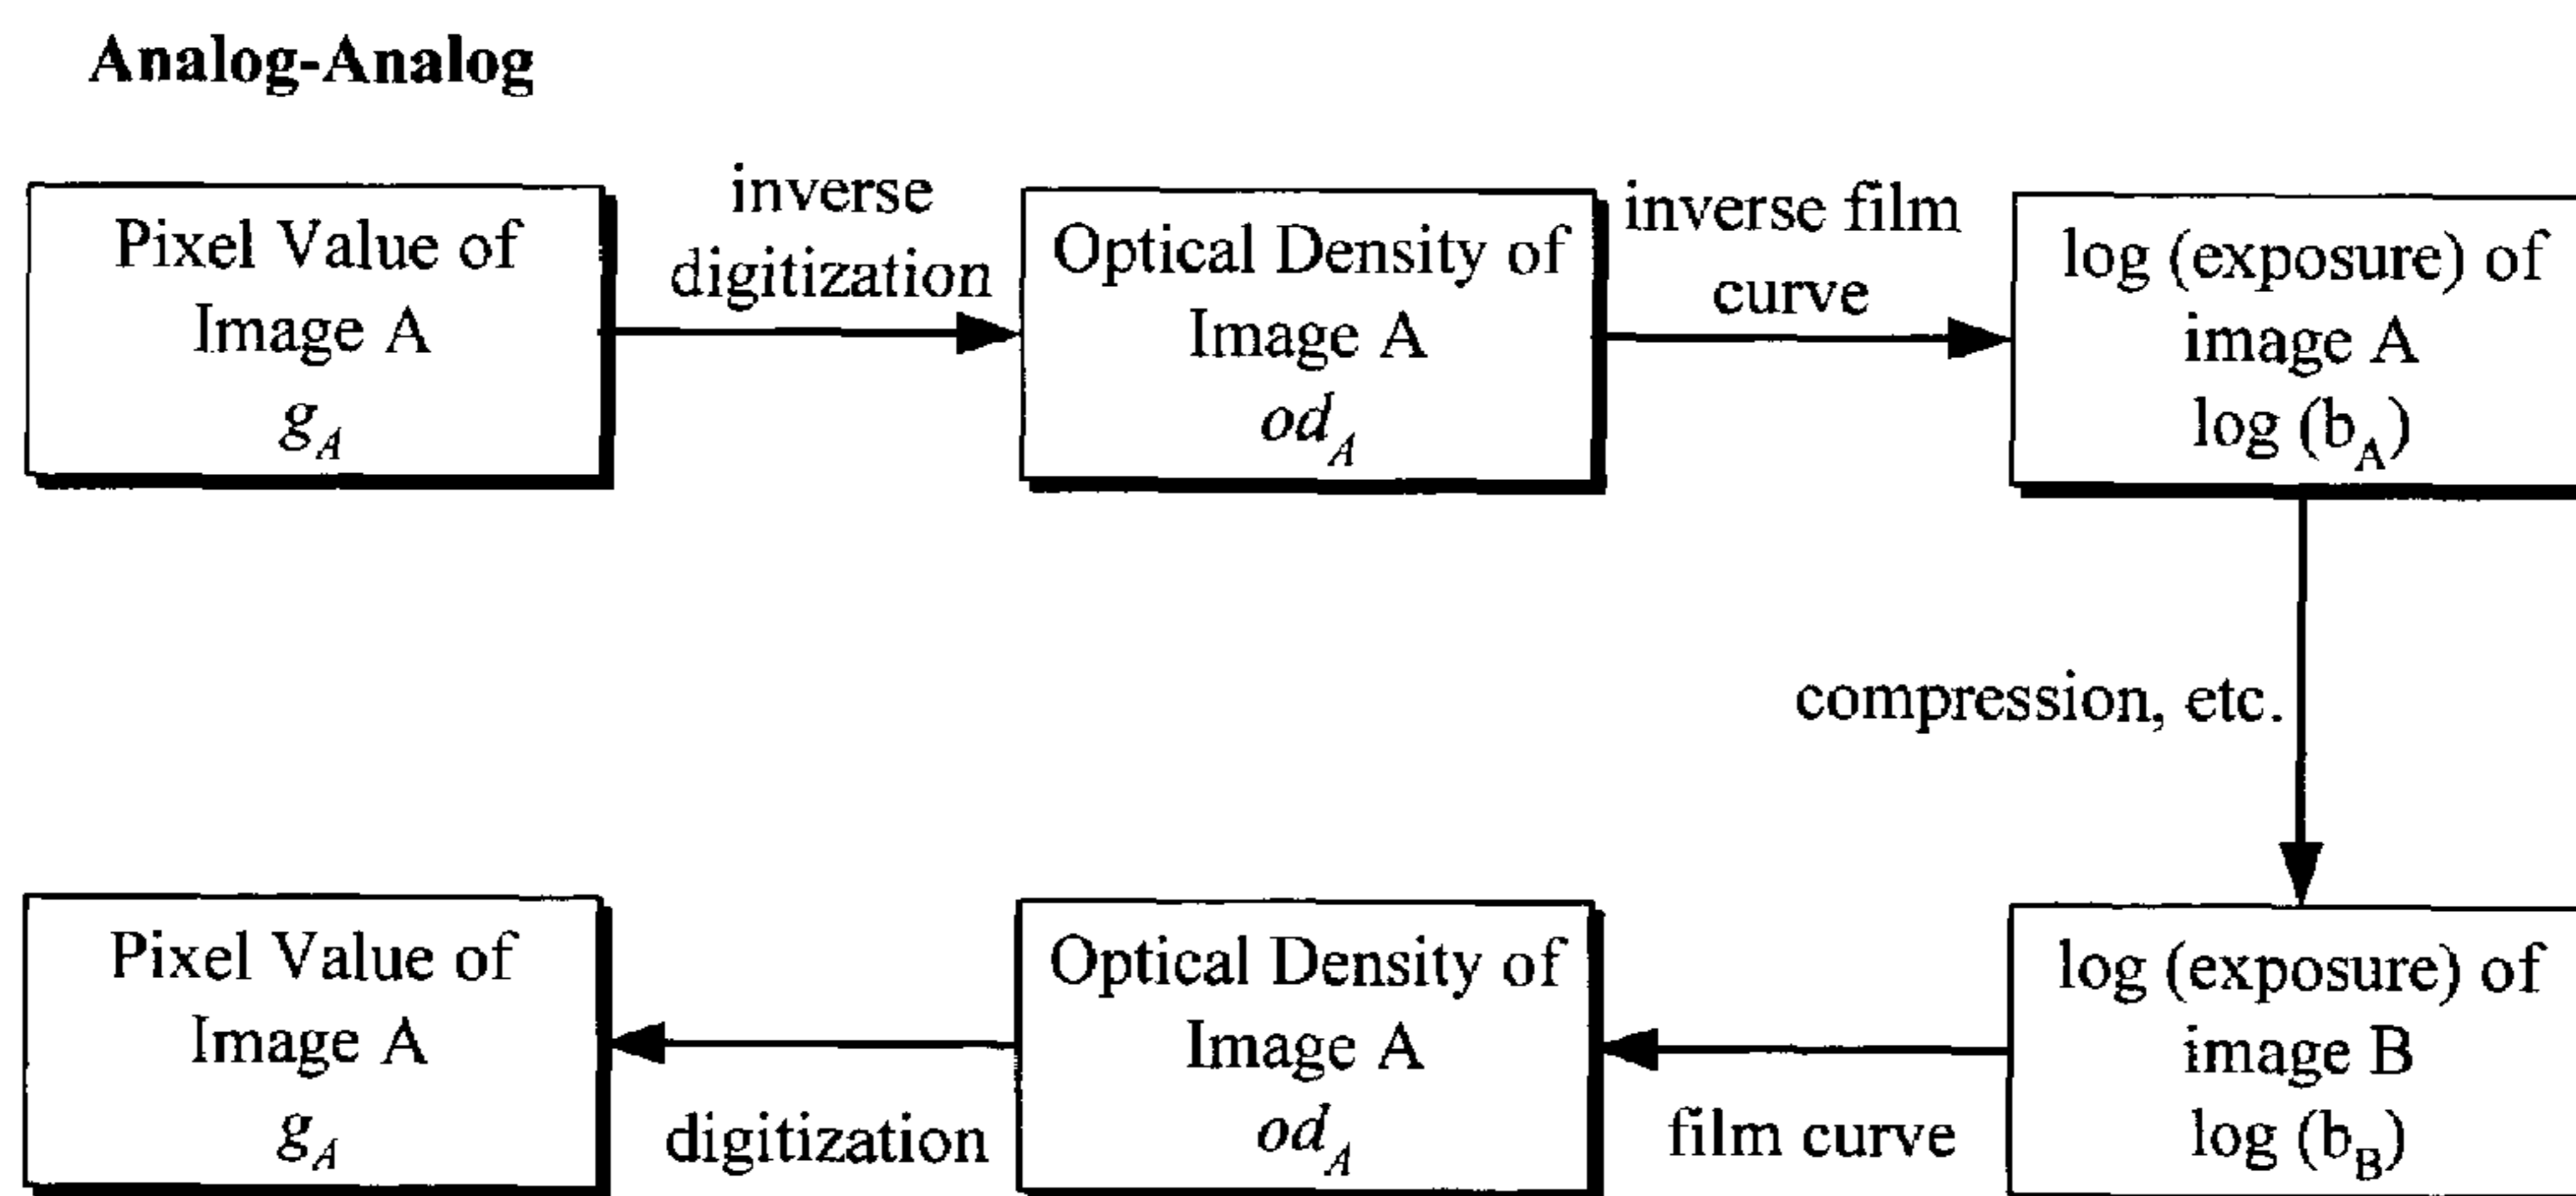 Analog-Analog
Pixel Value of
Image A
g_A
inverse
digitization
Optical Density of
Image A
od_A
inverse film
curve
log (exposure) of
image A
log (b_A)
compression, etc.
log (exposure) of
image B
log (b_B)
film curve
Optical Density of
Image A
od_A
digitization
Pixel Value of
Image A
g_A